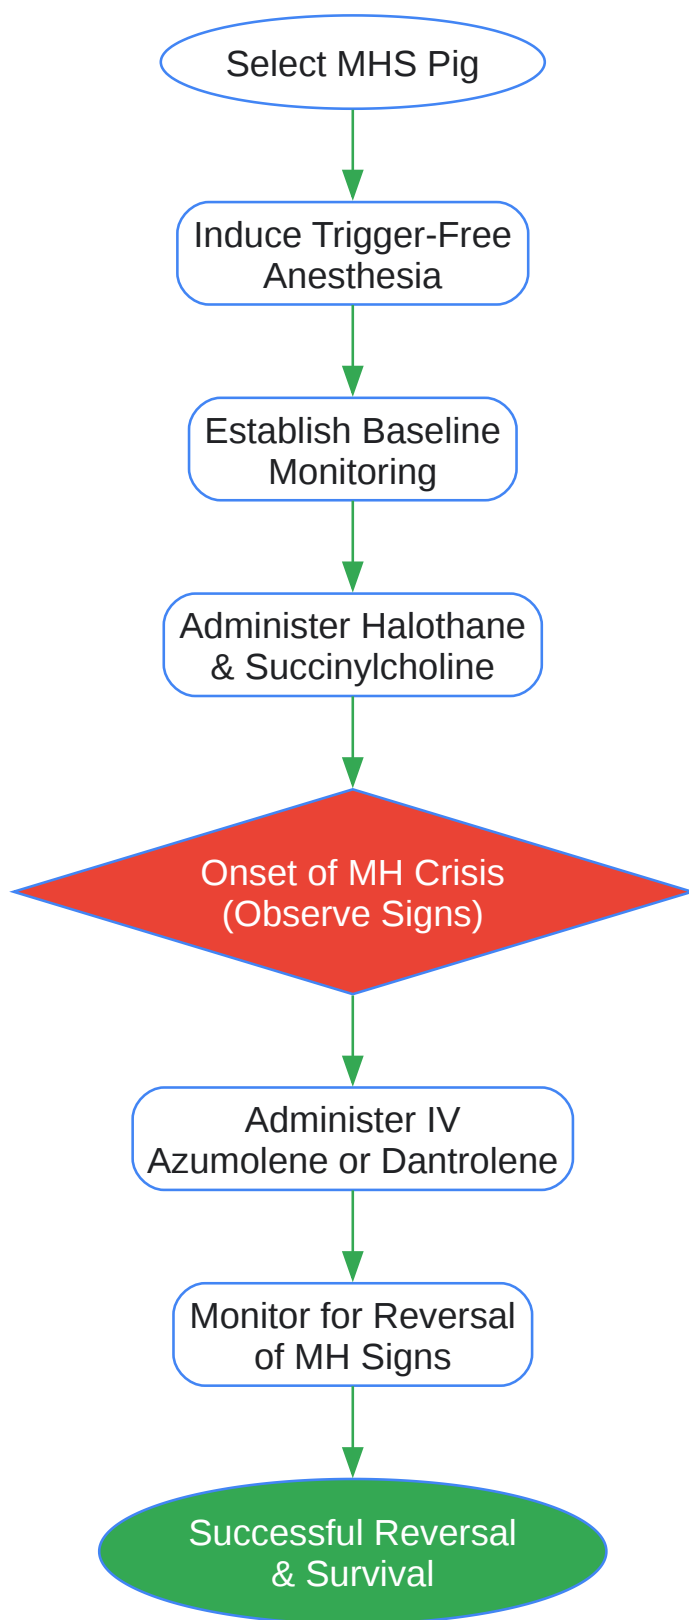 Select MHS Pig
Induce Trigger-Free
Anesthesia
Establish Baseline
Monitoring
Administer Halothane
& Succinylcholine
Onset of MH Crisis
(Observe Signs)
Administer IV
Azumolene or Dantrolene
Monitor for Reversal
of MH Signs
Successful Reversal
& Survival